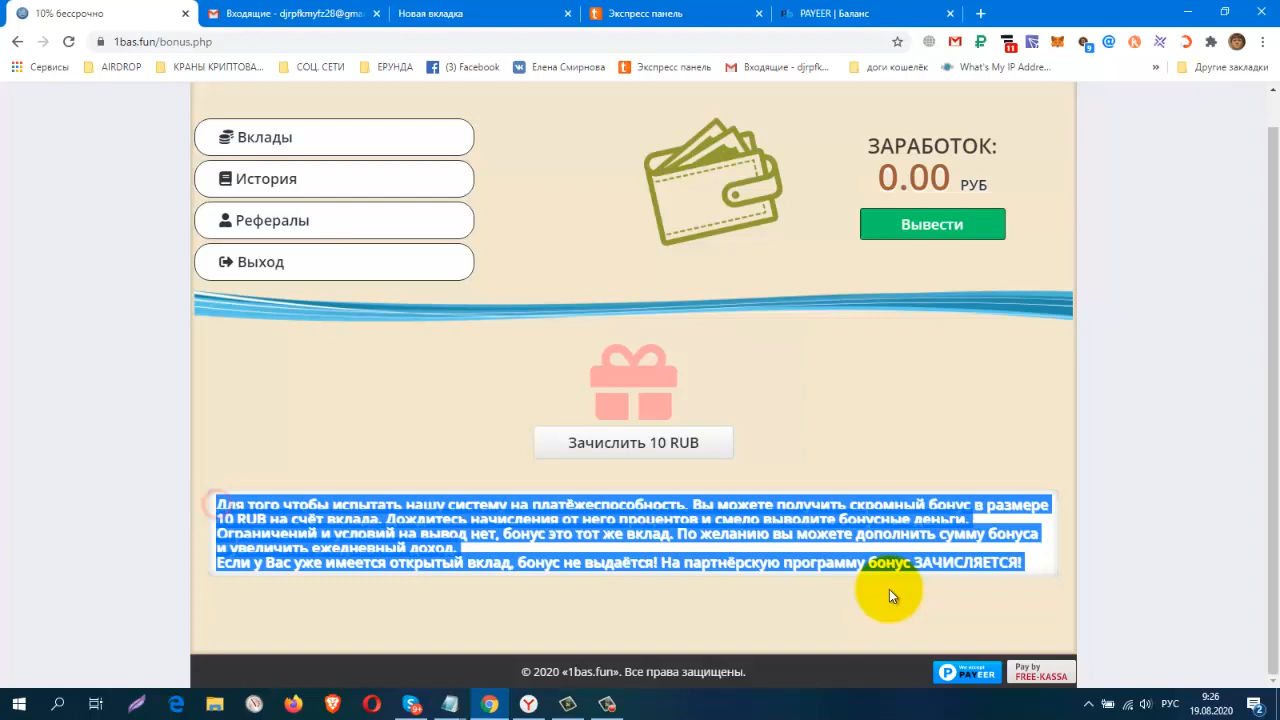 10% бессрочно
Входящие - djrpfkmyfz28@gma
Новая вкладка
Экспресс панель
PAYEER | Баланс
1bas.fun/bonus.php
11
9
Сервисы
AIRDROP
КРАНЫ КРИПТОВА...
СОЦ. СЕТИ
ЕРУНДА
(3) Facebook
Елена Смирнова
Экспресс панель
Входящие - djrpfk...
доги кошелёк
What's My IP Addre...
»
Другие закладки
Вклады
История
Рефералы
Выход
ЗАРАБОТОК:
0.00 РУБ
Вывести
Зачислить 10 RUB
Для того чтобы испытать нашу систему на платёжеспособность. Вы можете получить скромный бонус в размере
10 RUB на счёт вклада. Дождитесь начисления от него процентов и смело выводите бонусные деньги.
Ограничений и условий на вывод нет, бонус это тот же вклад. По желанию вы можете дополнить сумму бонуса
и увеличить ежедневный доход.
Если у Вас уже имеется открытый вклад, бонус не выдаётся! На партнёрскую программу бонус ЗАЧИСЛЯЕТСЯ!
© 2020 «1bas.fun». Все права защищены.
We accept
PAYEER
Pay by
FREE-KASSA
РУС
9:26
19.08.2020